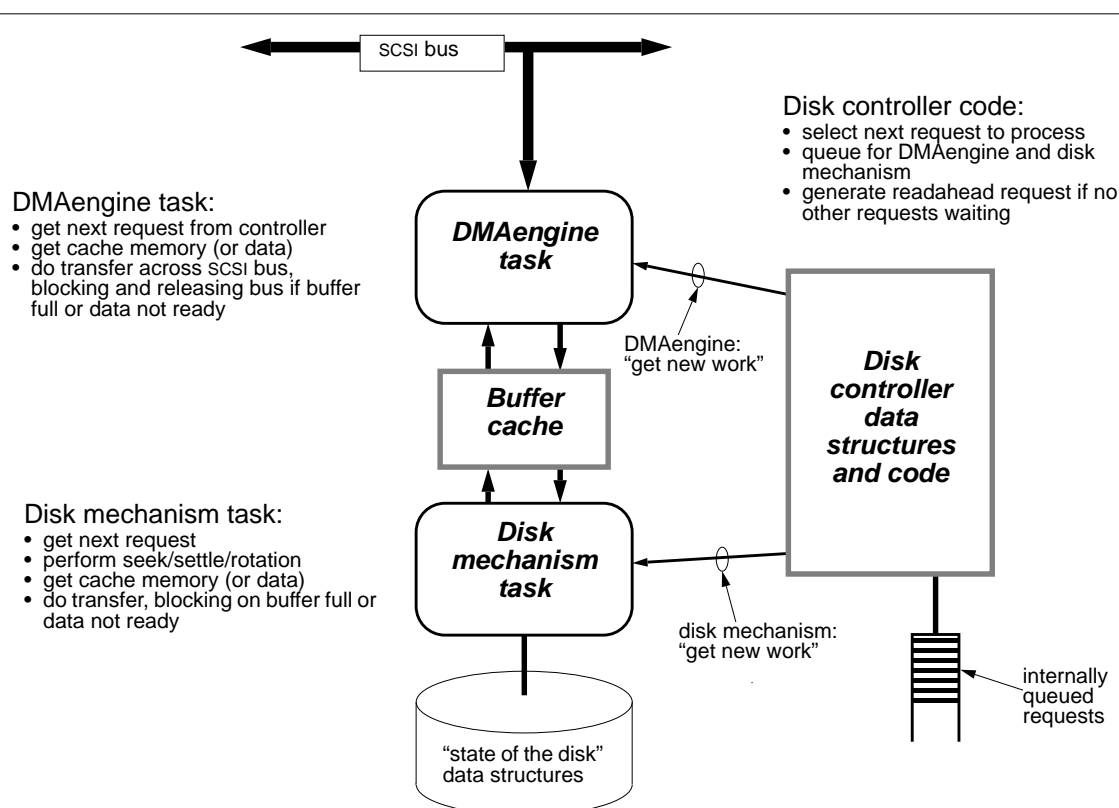 SCSI bus
Disk controller code:
• select next request to process
• queue for DMAengine and disk
mechanism
• generate readahead request if no
other requests waiting
DMAengine task:
• get next request from controller
• get cache memory (or data)
• do transfer across SCSI bus,
blocking and releasing bus if buffer
full or data not ready
DMAengine
task
DMAengine:
“get new work”
Disk
controller
data
structures
and code
Buffer
cache
Disk mechanism task:
• get next request
• perform seek/settle/rotation
• get cache memory (or data)
• do transfer, blocking on buffer full or
data not ready
Disk
mechanism
task
disk mechanism:
“get new work”
internally
queued
requests
“state of the disk”
data structures